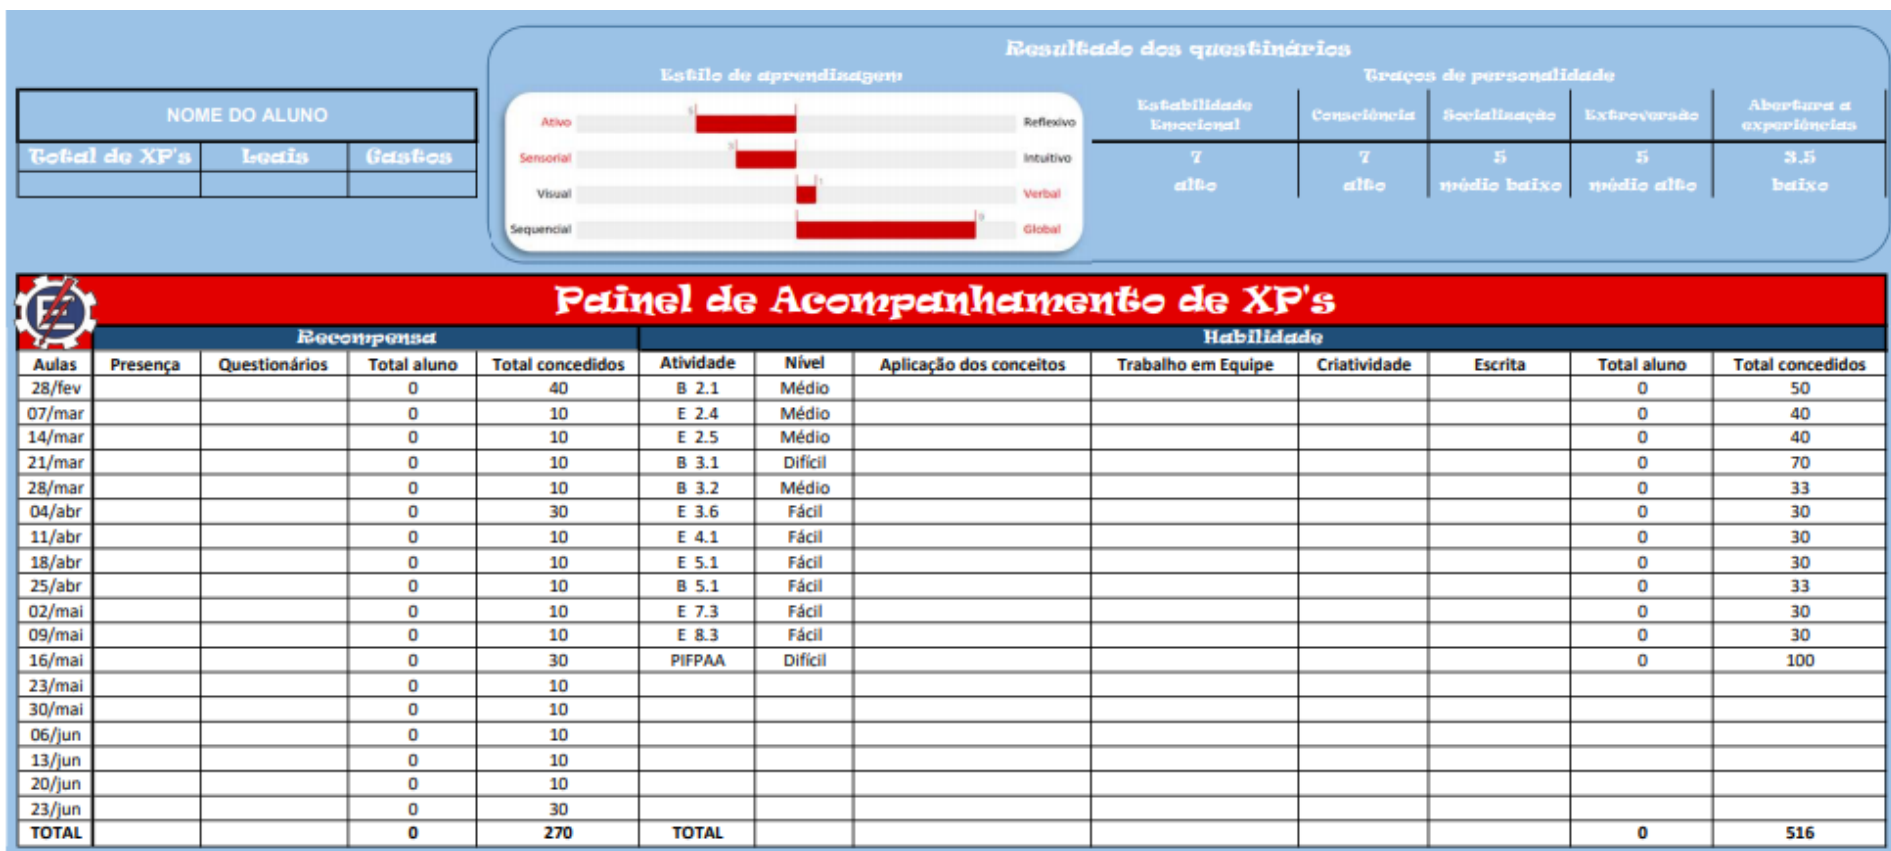 Resultado dos questinários
Estilo de aprendizagem
Traços de personalidade
NOME DO ALUNO
Total de XP's Leais Gastos
Ativo 5 Reflexivo
Sensorial 3 Intuitivo
Visual 1 Verbal
Sequencial 9 Global
Estabilidade Emocional Consciência Socialização Extroversão Abertura a experiências
7 7 5 5 3,5
alto alto médio baixo médio alto baixo
Painel de Acompanhamento de XP's
Recompensa Habilidade
Aulas Presença Questionários Total aluno Total concedidos Atividade Nível Aplicação dos conceitos Trabalho em Equipe Criatividade Escrita Total aluno Total concedidos
28/fev 0 40 B 2.1 Médio 0 50
07/mar 0 10 E 2.4 Médio 0 40
14/mar 0 10 E 2.5 Médio 0 40
21/mar 0 10 B 3.1 Difícil 0 70
28/mar 0 10 B 3.2 Médio 0 33
04/abr 0 30 E 3.6 Fácil 0 30
11/abr 0 10 E 4.1 Fácil 0 30
18/abr 0 10 E 5.1 Fácil 0 30
25/abr 0 10 B 5.1 Fácil 0 33
02/mai 0 10 E 7.3 Fácil 0 30
09/mai 0 10 E 8.3 Fácil 0 30
16/mai 0 30 PIFPAA Difícil 0 100
23/mai 0 10
30/mai 0 10
06/jun 0 10
13/jun 0 10
20/jun 0 10
23/jun 0 30
TOTAL 0 270 TOTAL 0 516